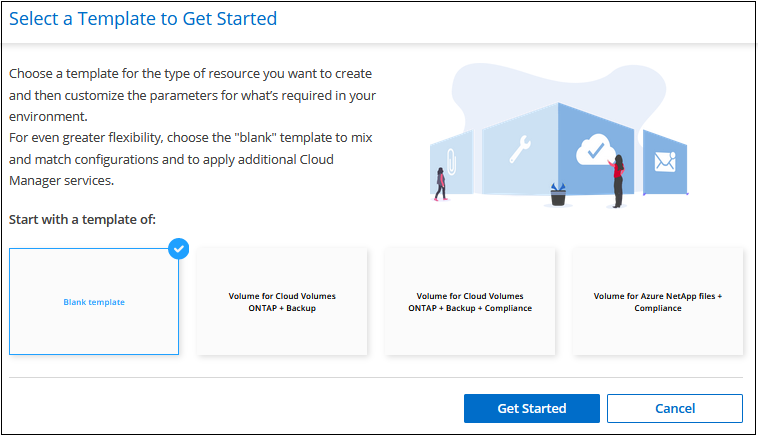 Select a Template to Get Started
Choose a template for the type of resource you want to create
and then customize the parameters for what's required in your
environment.
For even greater flexibility, choose the "blank" template to mix
and match configurations and to apply additional Cloud
Manager services.
Start with a template of:
Blank template
Volume for Cloud Volumes
ONTAP + Backup
Volume for Cloud Volumes
ONTAP + Backup + Compliance
Volume for Azure NetApp files +
Compliance
Get Started
Cancel